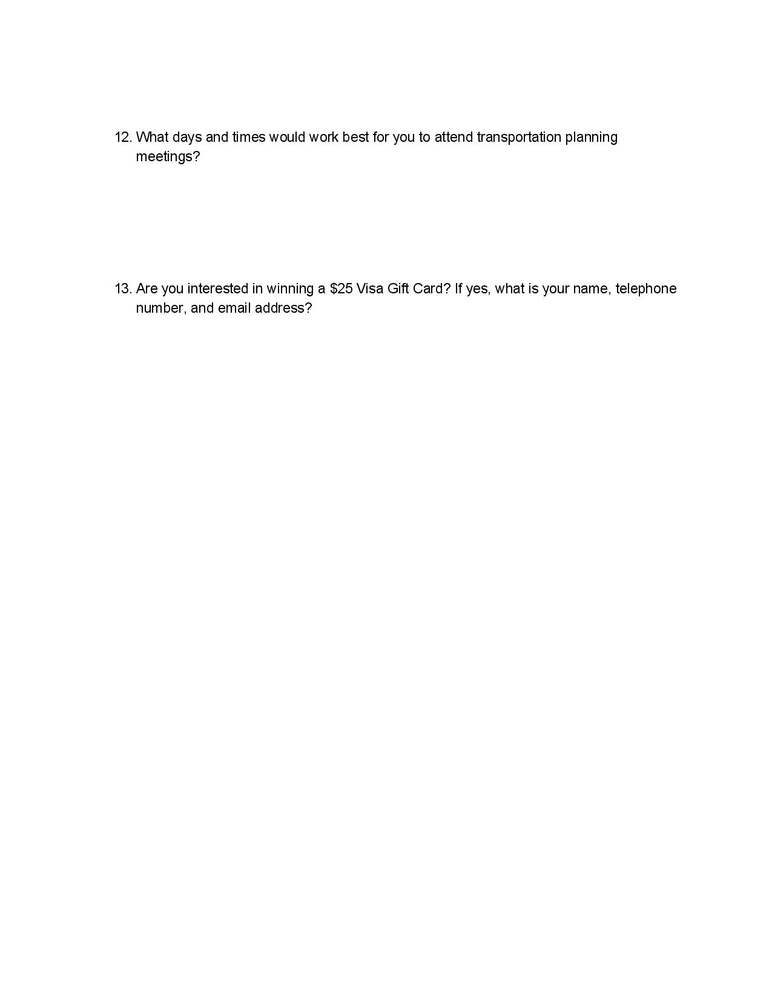 12. What days and times would work best for you to attend transportation planning
meetings?
13. Are you interested in winning a $25 Visa Gift Card? If yes, what is your name, telephone
number, and email address?